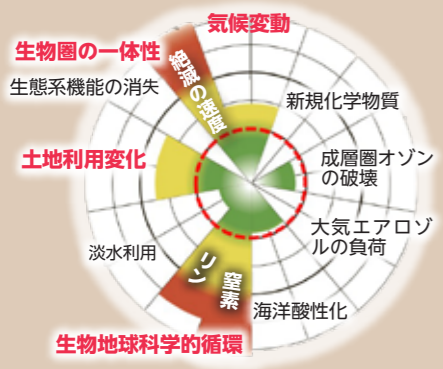 気候変動
生物圏の一体性
生態系機能の消失
絶滅の速度
新規化学物質
土地利用変化
成層圏オゾン
の破壊
大気エアロゾ
ルの負荷
淡水利用
リン
窒素
海洋酸性化
生物地球科学的循環